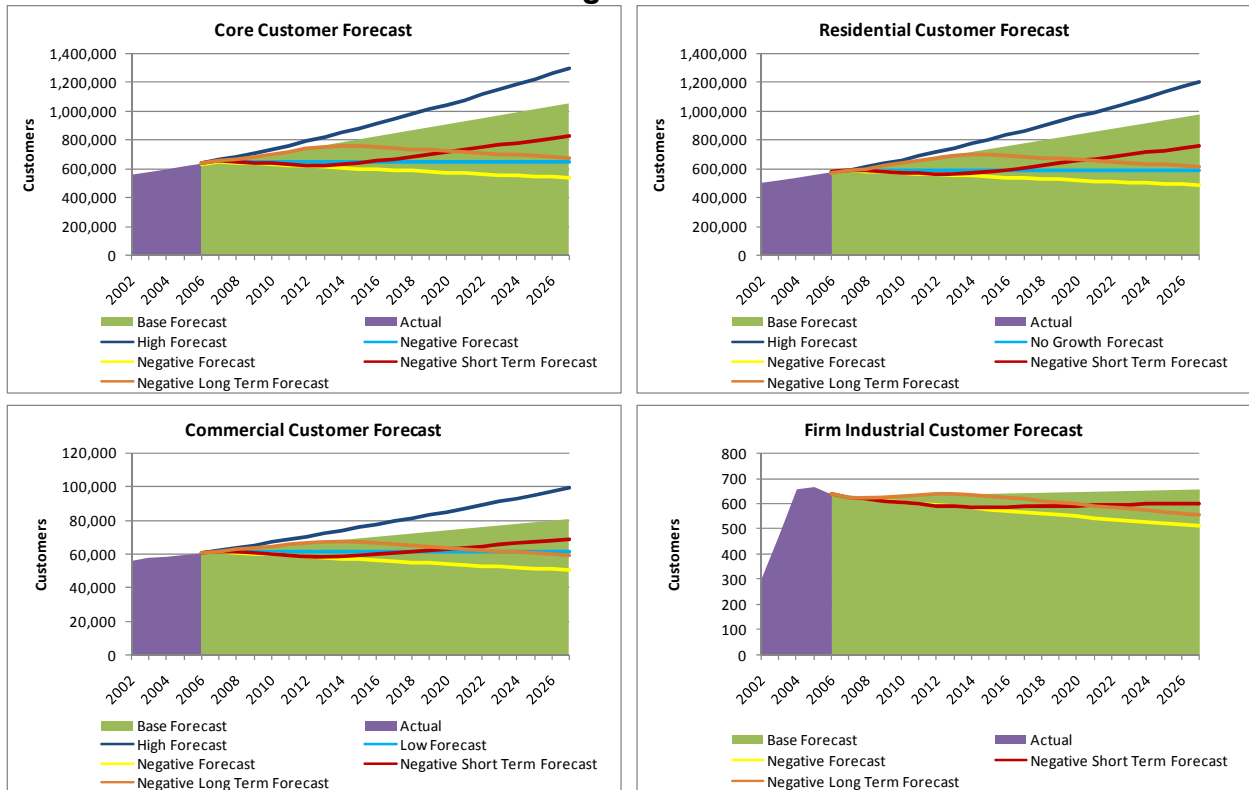 Core Customer Forecast
1,400,000
1,200,000
1,000,000
800,000
600,000
400,000
200,000
0
Customers
2002 2004 2006 2008 2010 2012 2014 2016 2018 2020 2022 2024 2026
Base Forecast Actual
High Forecast Negative Forecast
Negative Forecast Negative Short Term Forecast
Negative Long Term Forecast
Residential Customer Forecast
1,400,000
1,200,000
1,000,000
800,000
600,000
400,000
200,000
0
Customers
2002 2004 2006 2008 2010 2012 2014 2016 2018 2020 2022 2024 2026
Base Forecast Actual
High Forecast No Growth Forecast
Negative Forecast Negative Short Term Forecast
Negative Long Term Forecast
Commercial Customer Forecast
120,000
100,000
80,000
60,000
40,000
20,000
0
Customers
2002 2004 2006 2008 2010 2012 2014 2016 2018 2020 2022 2024 2026
Base Forecast Actual
High Forecast Low Forecast
Negative Forecast Negative Short Term Forecast
Negative Long Term Forecast
Firm Industrial Customer Forecast
800
700
600
500
400
300
200
100
0
Customers
2002 2004 2006 2008 2010 2012 2014 2016 2018 2020 2022 2024 2026
Base Forecast Actual
Negative Forecast Negative Short Term Forecast
Negative Long Term Forecast